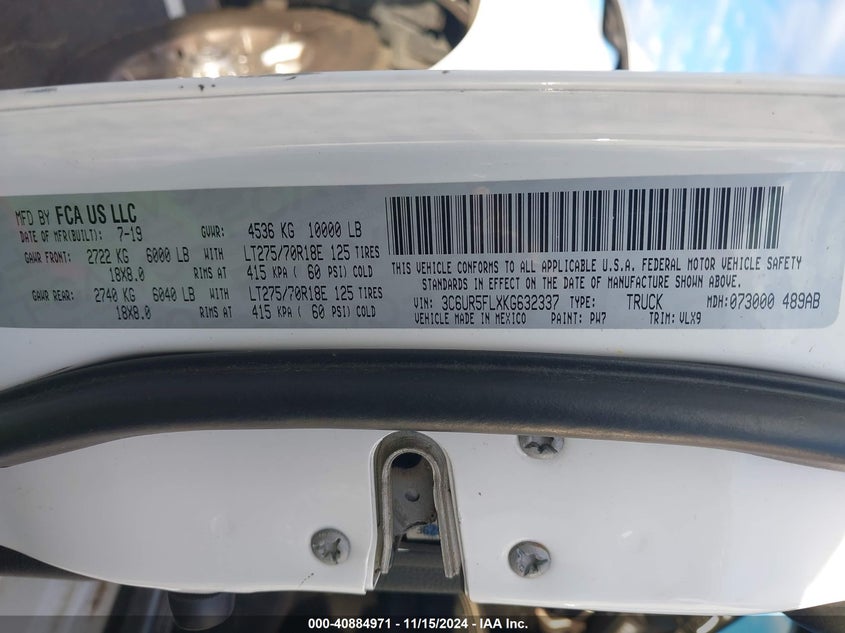 MFD BY FCA US LLC
DATE OF MFR(BUILT): 7-19 GVWR: 4536 KG 10000 LB
GAWR FRONT: 2722 KG 6000 LB WITH LT275/70R18E 125 TIRES
18X8.0 RIMS AT 415 KPA ( 60 PSI) COLD
GAWR REAR: 2740 KG 6040 LB WITH LT275/70R18E 125 TIRES
18X8.0 RIMS AT 415 KPA ( 60 PSI) COLD
THIS VEHICLE CONFORMS TO ALL APPLICABLE U.S.A. FEDERAL MOTOR VEHICLE SAFETY
STANDARDS IN EFFECT ON THE DATE OF MANUFACTURE SHOWN ABOVE.
VIN: 3C6UR5FLXKG632337 TYPE: TRUCK MDH: 073000 489AB
VEHICLE MADE IN MEXICO PAINT: PW7 TRIM: VLX9
000-40884971 - 11/15/2024 - IAA Inc.